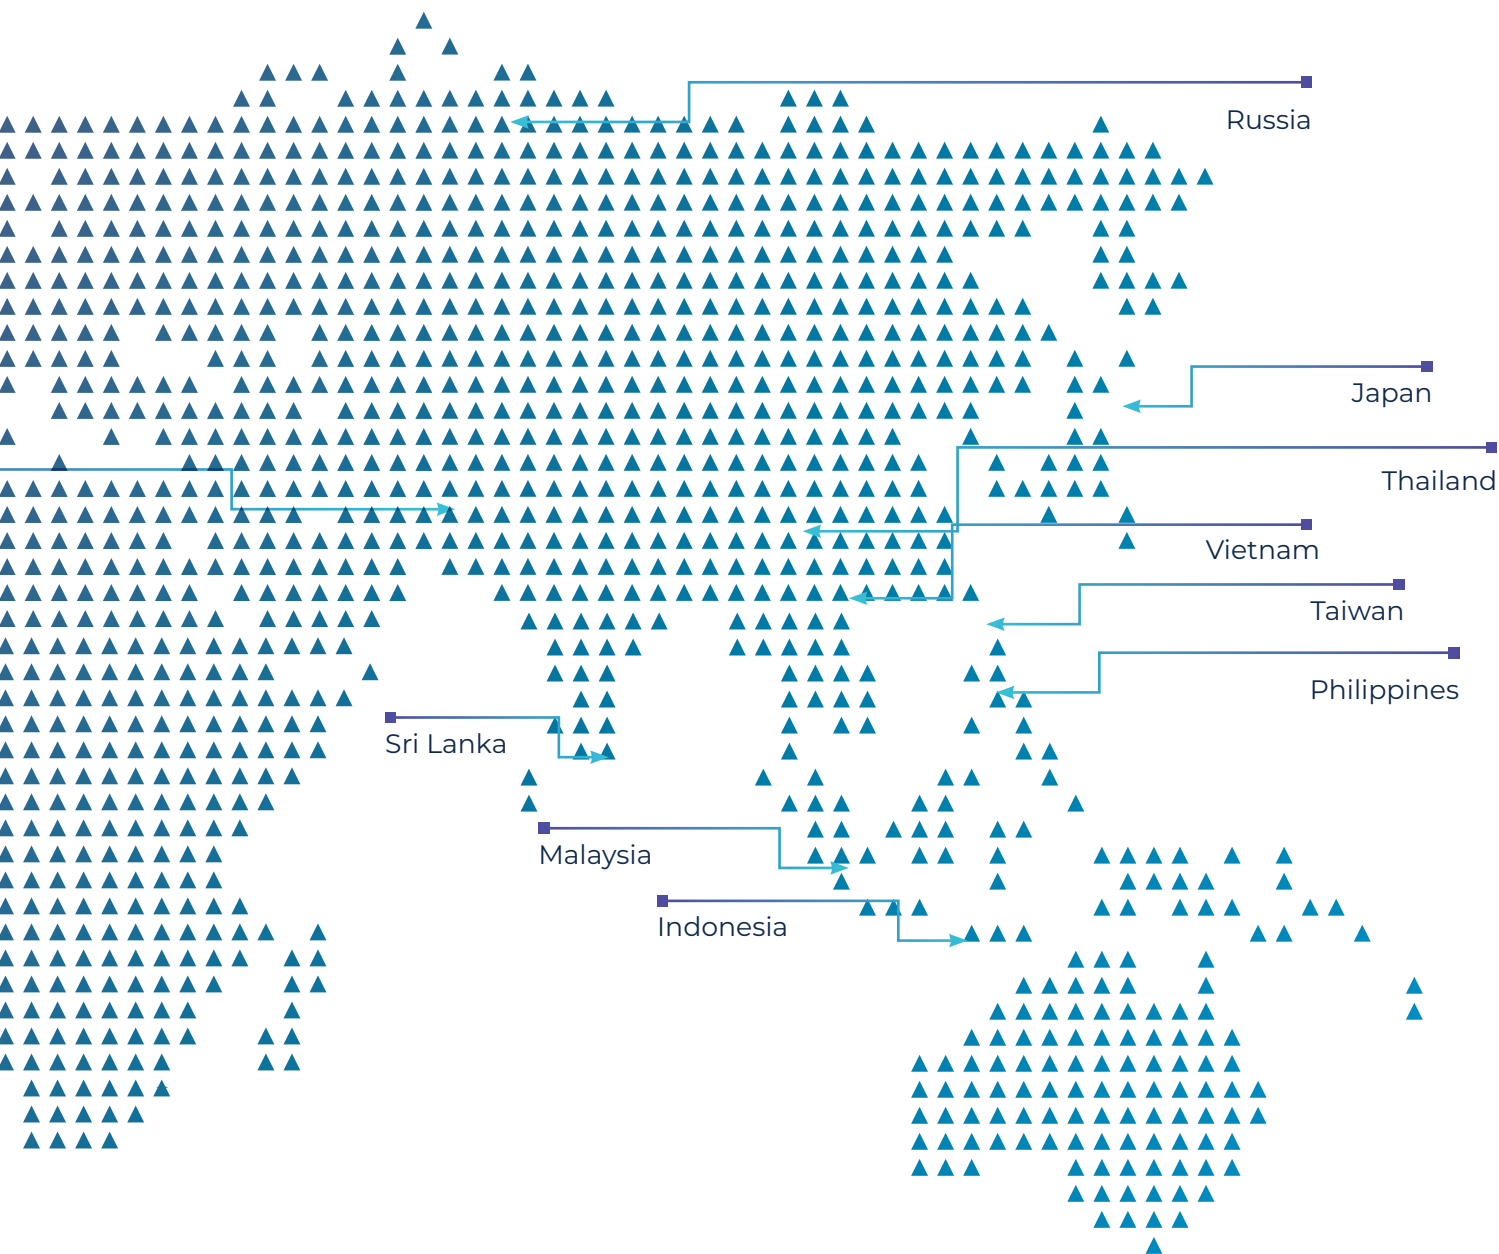 Russia
Japan
Thailand
Vietnam
Taiwan
Philippines
Sri Lanka
Malaysia
Indonesia